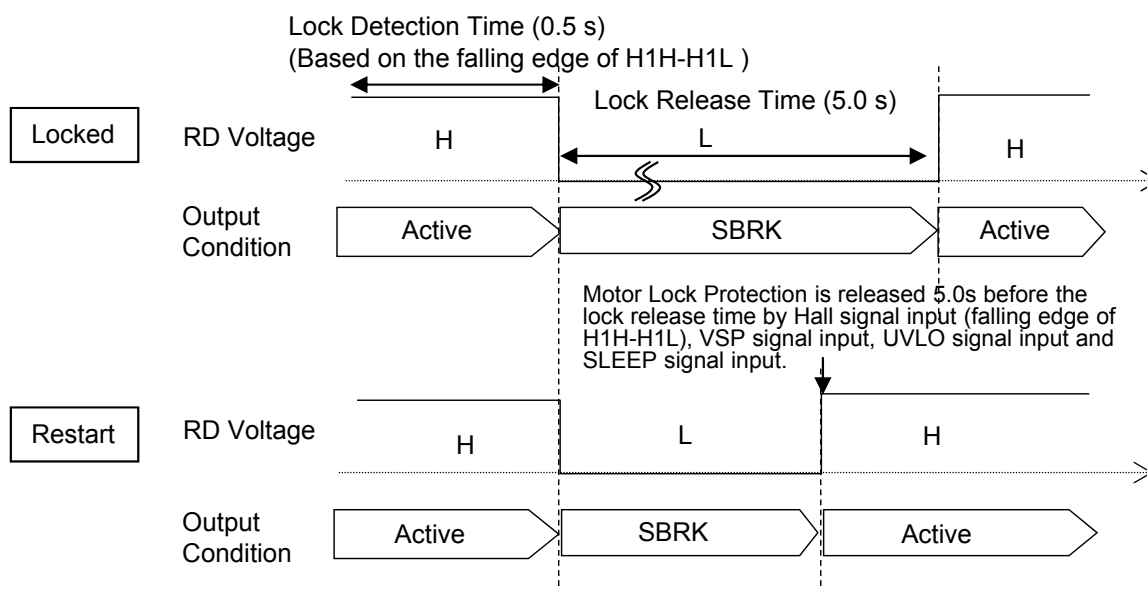 Lock Detection Time (0.5 s)
(Based on the falling edge of H1H-H1L )
Lock Release Time (5.0 s)
Locked
RD Voltage
H
L
H
Output
Condition
Active
SBRK
Active
Motor Lock Protection is released 5.0s before the
lock release time by Hall signal input (falling edge of
H1H-H1L), VSP signal input, UVLO signal input and
SLEEP signal input.
Restart
RD Voltage
H
L
H
Output
Condition
Active
SBRK
Active